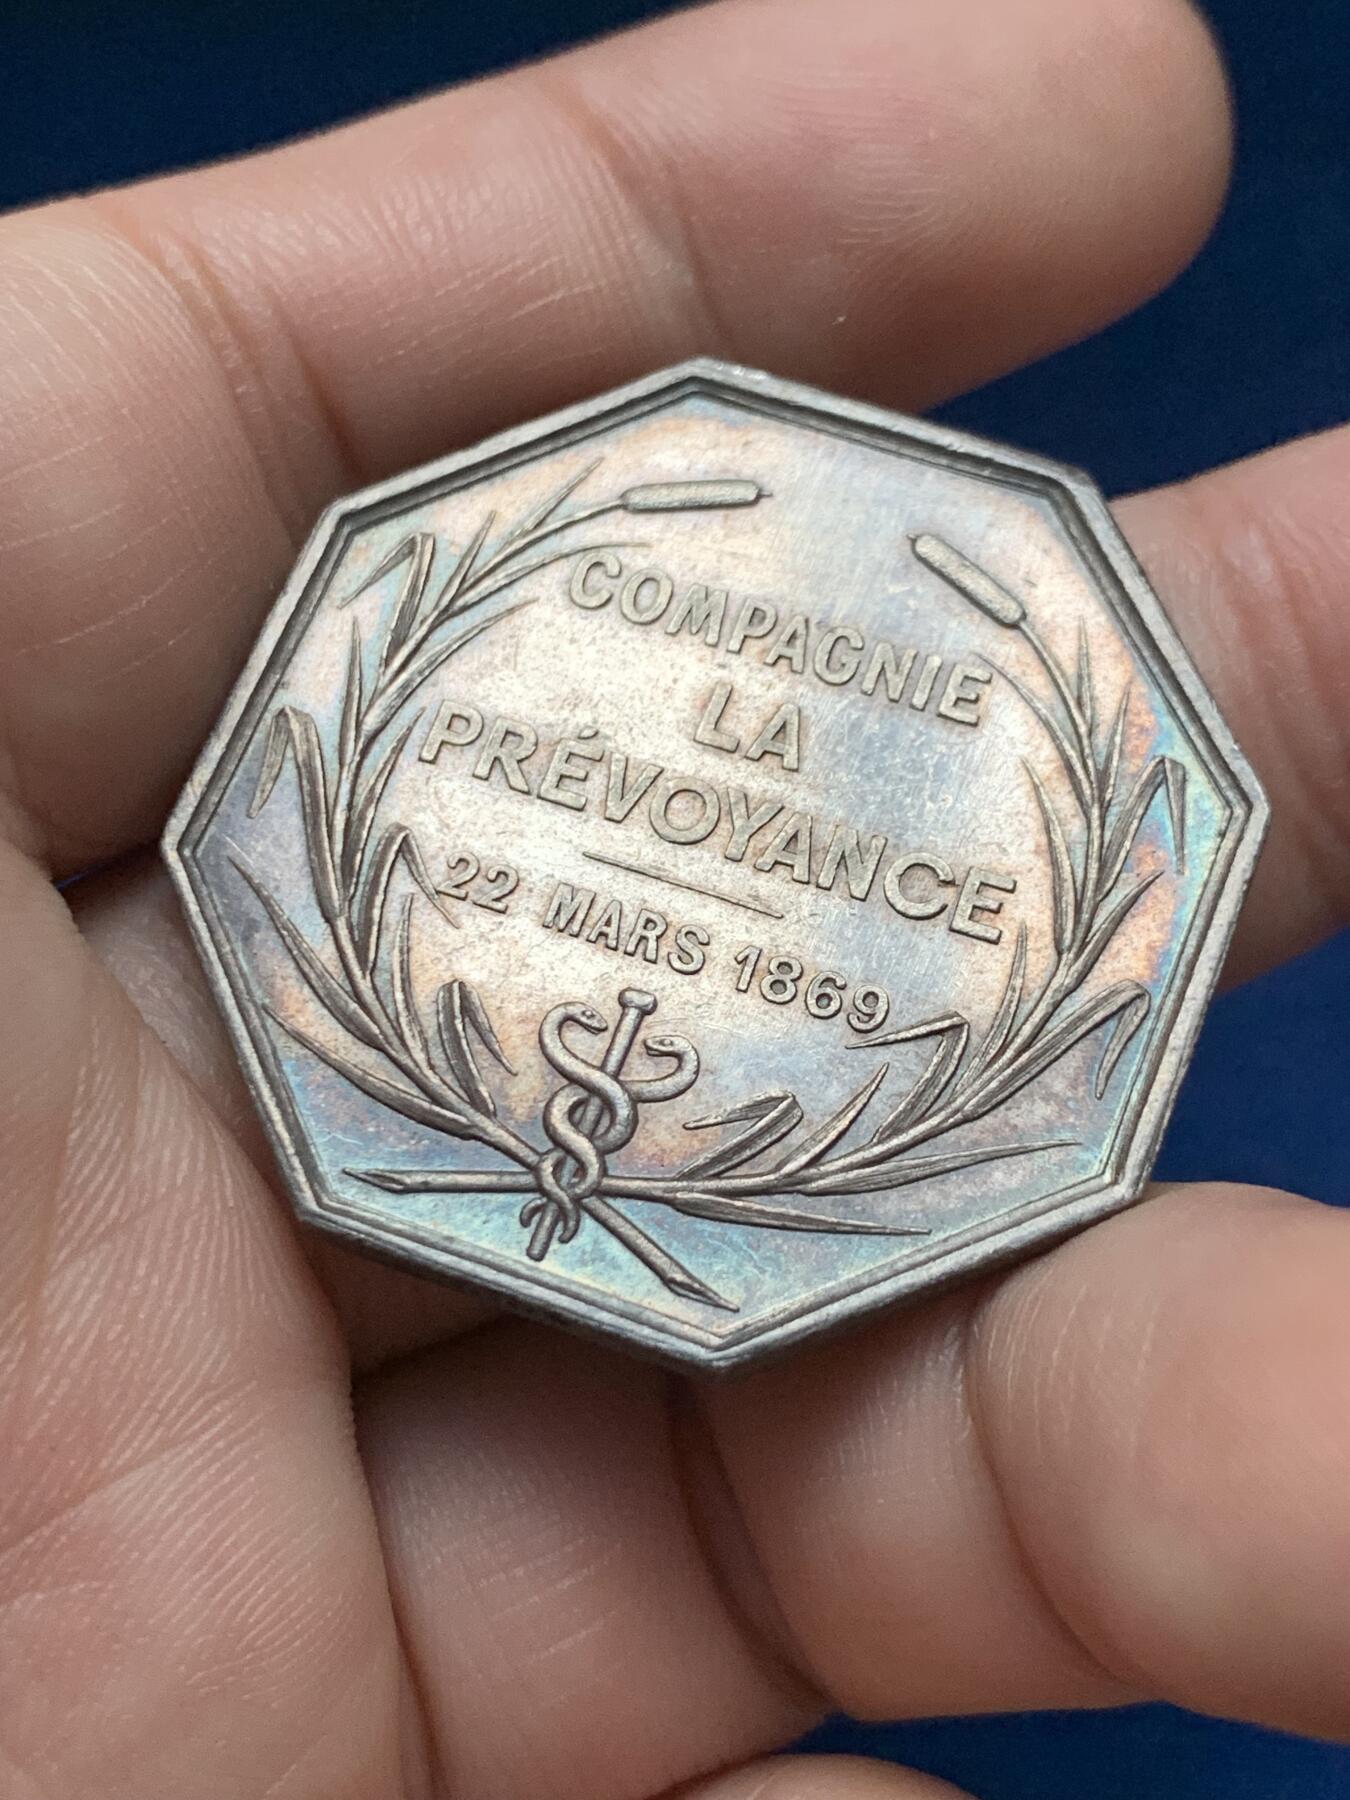 COMPAGNIE
LA
PRÉVOYANCE
22 MARS 1869